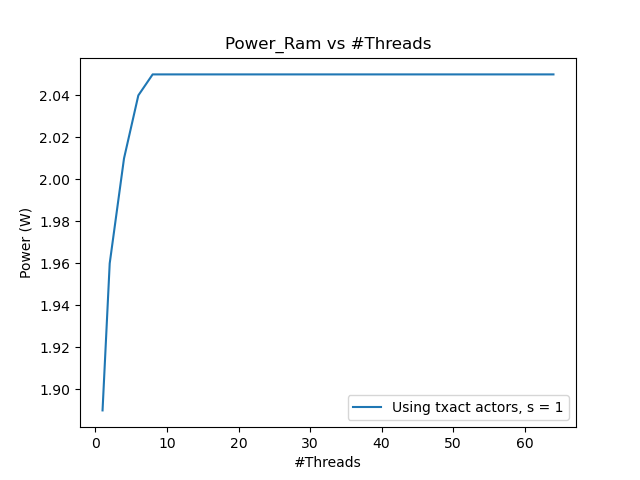 Power_Ram vs #Threads
2.04
2.02
2.00
1.98
1.96
1.94
1.92
1.90
Power (W)
Using txact actors, s = 1
0 10 20 30 40 50 60
#Threads